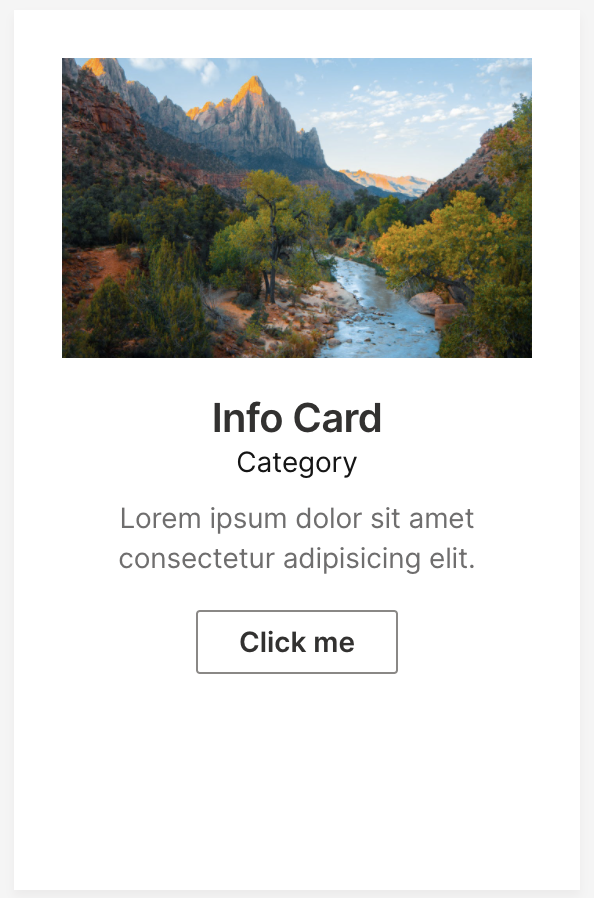 Info Card
Category
Lorem ipsum dolor sit amet
consectetur adipisicing elit.
Click me